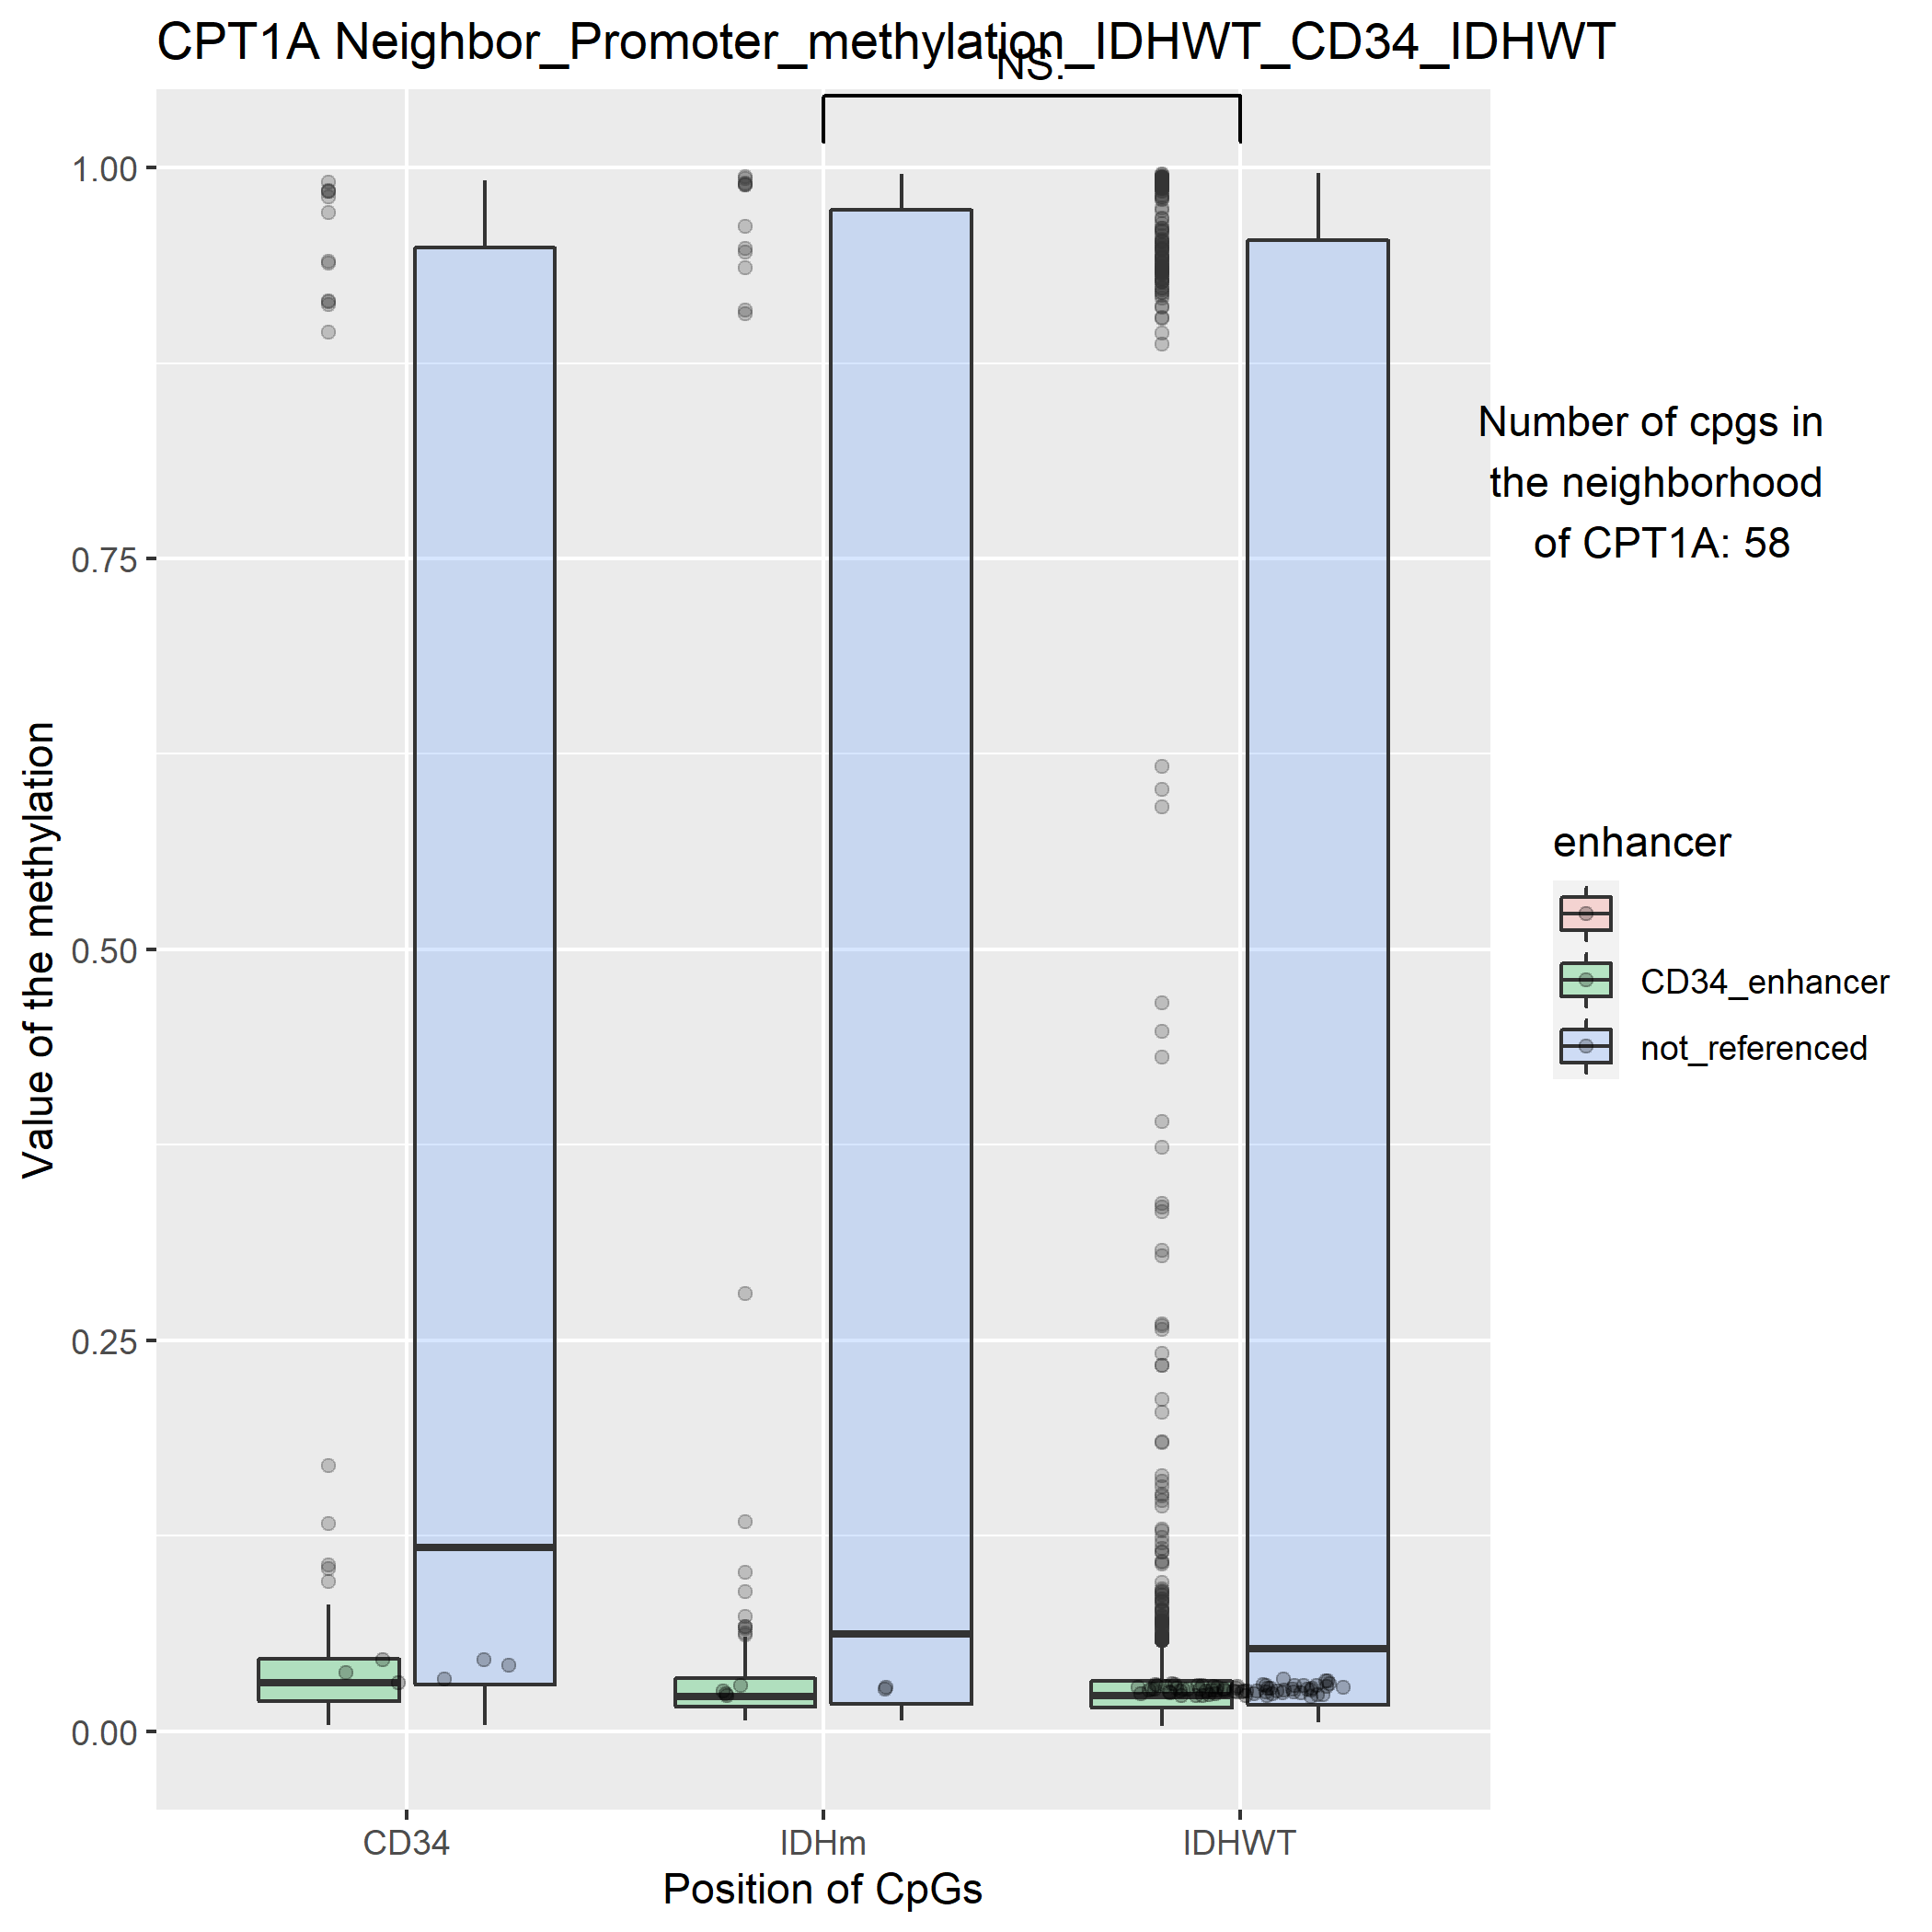 CPT1A Neighbor_Promoter_methylation_IDHWT_CD34_IDHWT
NS.
1.00
0.75
0.50
0.25
0.00
Value of the methylation
CD34
IDHm
IDHWT
Position of CpGs
Number of cpgs in
the neighborhood
of CPT1A: 58
enhancer
CD34_enhancer
not_referenced